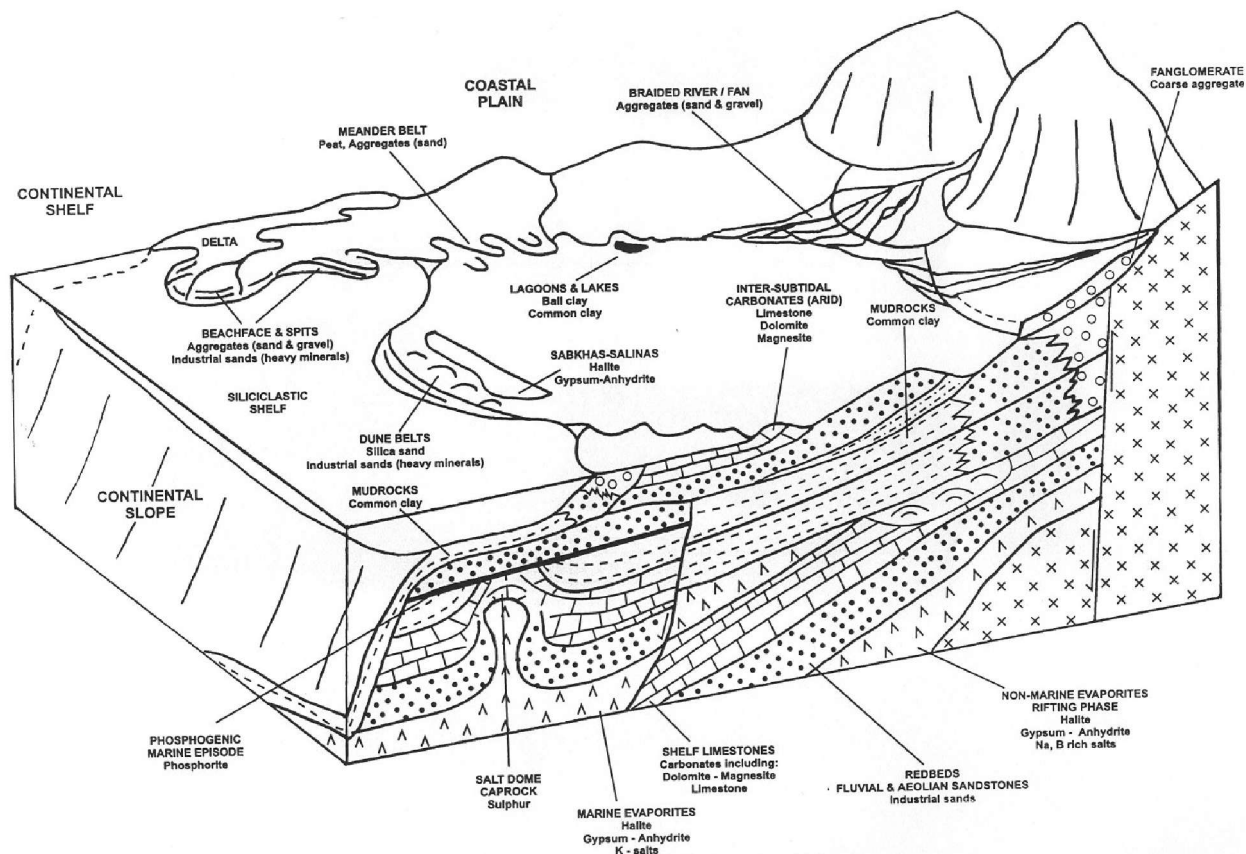 COASTAL
PLAIN
BRAIDED RIVER / FAN
Aggregates (sand & gravel)
FANGLOMERATE
Coarse aggregate
MEANDER BELT
Peat, Aggregates (sand)
CONTINENTAL
SHELF
DELTA
LAGOONS & LAKES
Ball clay
Common clay
INTER-SUBTIDAL
CARBONATES (ARID)
Limestone
Dolomite
Magnesite
MUDROCKS
Common clay
BEACHFACE & SPITS
Aggregates (sand & gravel)
Industrial sands (heavy minerals)
SABKHAS-SALINAS
Halite
Gypsum-Anhydrite
SILICICLASTIC
SHELF
DUNE BELTS
Silica sand
Industrial sands (heavy minerals)
MUDROCKS
Common clay
CONTINENTAL
SLOPE
PHOSPHOGENIC
MARINE EPISODE
Phosphorite
SALT DOME
CAPROCK
Sulphur
MARINE EVAPORITES
Halite
Gypsum - Anhydrite
K - salts
SHELF LIMESTONES
Carbonates including:
Dolomite - Magnesite
Limestone
REDBEDS
FLUVIAL & AEOLIAN SANDSTONES
Industrial sands
NON-MARINE EVAPORITES
RIFTING PHASE
Halite
Gypsum - Anhydrite
Na, B rich salts